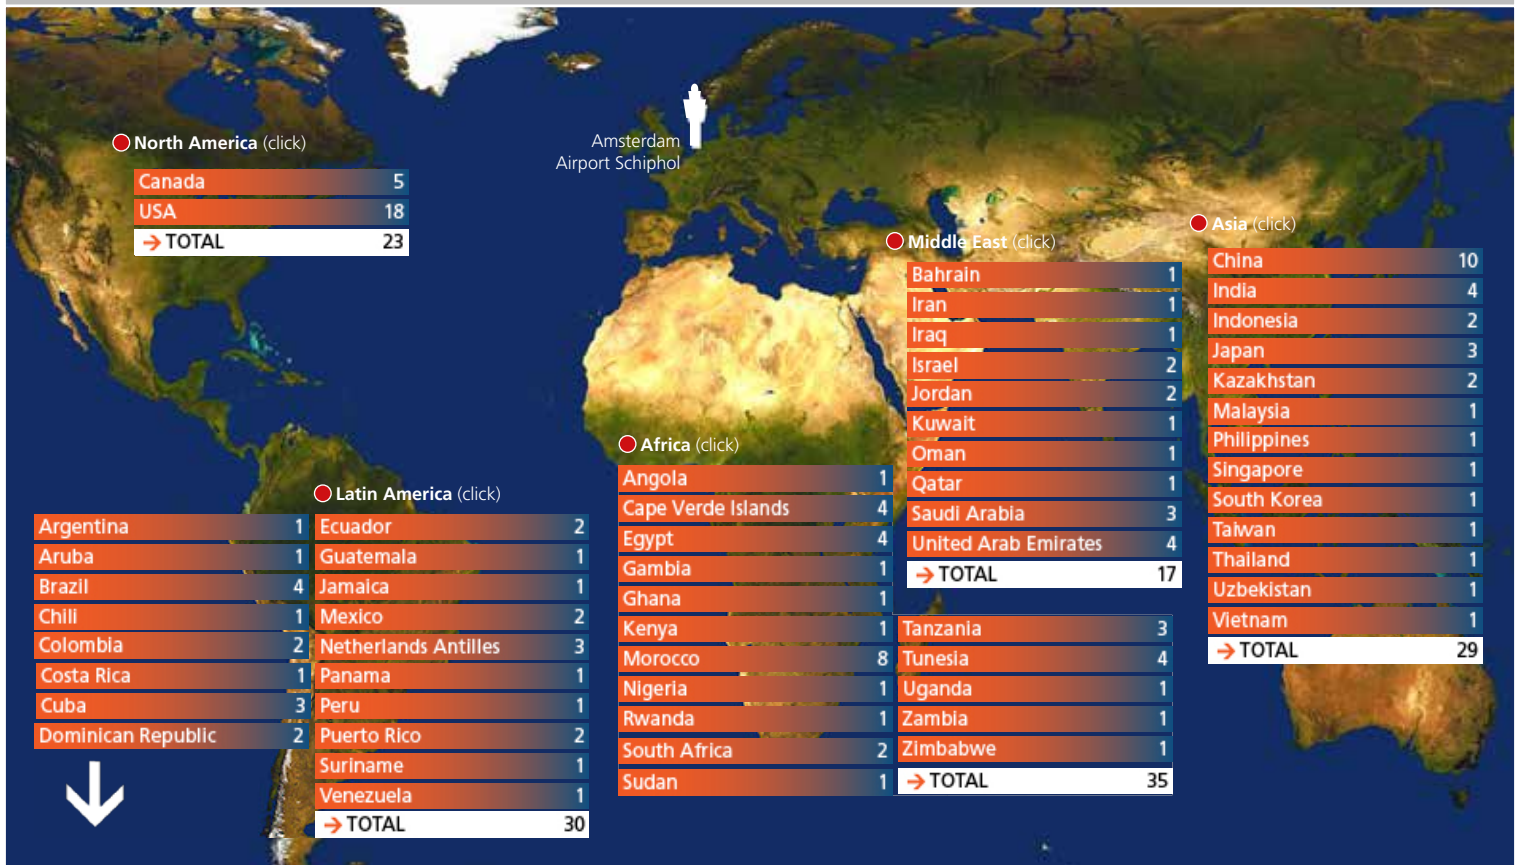 Amsterdam
Airport Schiphol
North America (click)
Canada 5
USA 18
→ TOTAL 23
Latin America (click)
Argentina 1
Aruba 1
Brazil 4
Chili 1
Colombia 2
Costa Rica 1
Cuba 3
Dominican Republic 2
Ecuador 2
Guatemala 1
Jamaica 1
Mexico 2
Netherlands Antilles 3
Panama 1
Peru 1
Puerto Rico 2
Suriname 1
Venezuela 1
→ TOTAL 30
Africa (click)
Angola 1
Cape Verde Islands 4
Egypt 4
Gambia 1
Ghana 1
Kenya 1
Morocco 8
Nigeria 1
Rwanda 1
South Africa 2
Sudan 1
Tanzania 3
Tunesia 4
Uganda 1
Zambia 1
Zimbabwe 1
→ TOTAL 35
Middle East (click)
Bahrain 1
Iran 1
Iraq 1
Israel 2
Jordan 2
Kuwait 1
Oman 1
Qatar 1
Saudi Arabia 3
United Arab Emirates 4
→ TOTAL 17
Asia (click)
China 10
India 4
Indonesia 2
Japan 3
Kazakhstan 2
Malaysia 1
Philippines 1
Singapore 1
South Korea 1
Taiwan 1
Thailand 1
Uzbekistan 1
Vietnam 1
→ TOTAL 29